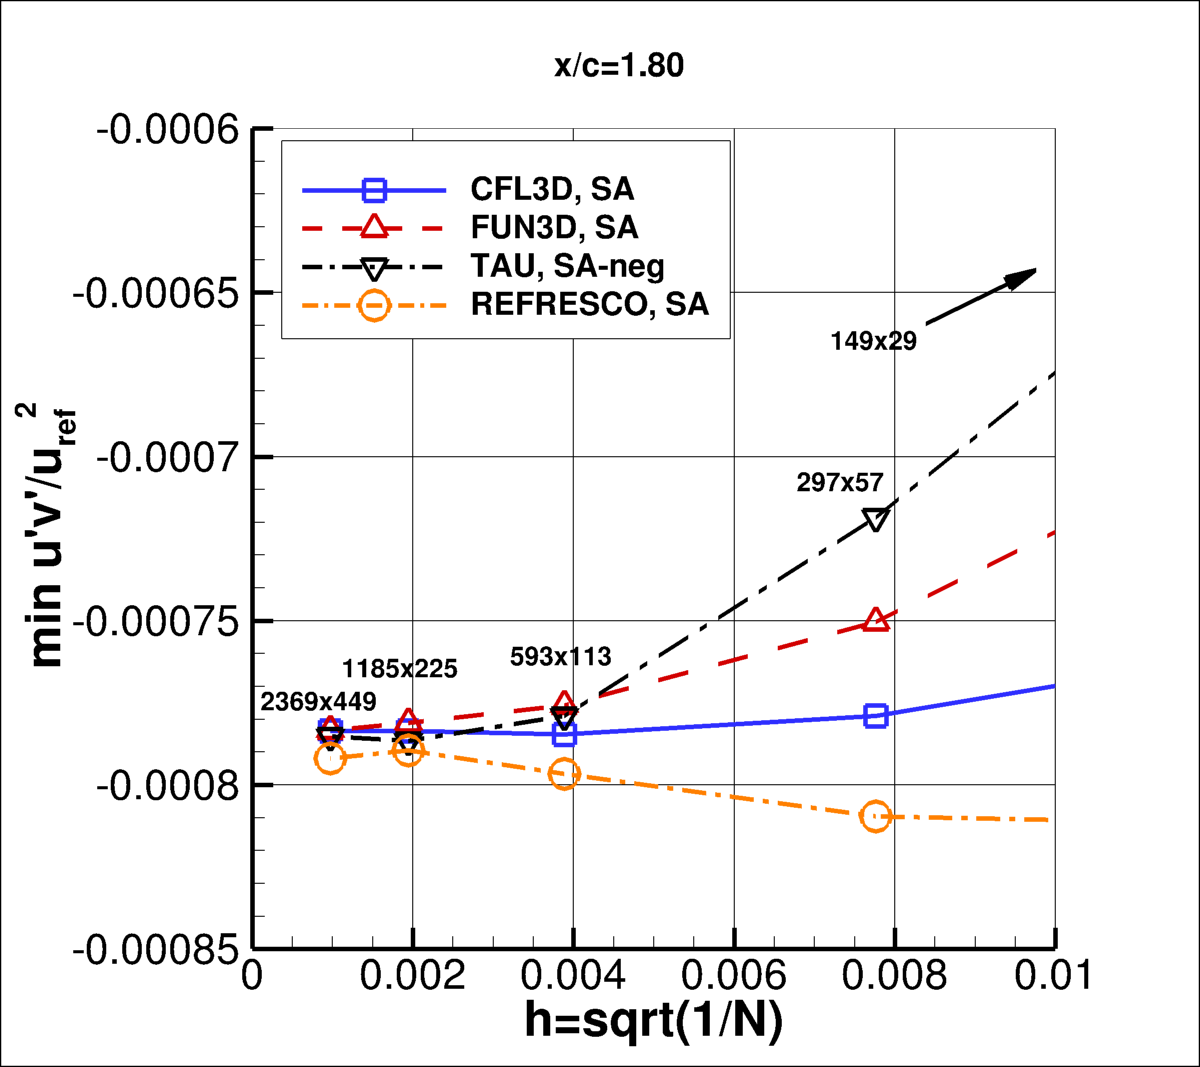 x/c=1.80
-0.0006
-0.00065
-0.0007
-0.00075
-0.0008
-0.00085
min u'v'/u_ref^2
CFL3D, SA
FUN3D, SA
TAU, SA-neg
REFRESCO, SA
149x29
297x57
593x113
1185x225
2369x449
0 0.002 0.004 0.006 0.008 0.01
h=sqrt(1/N)